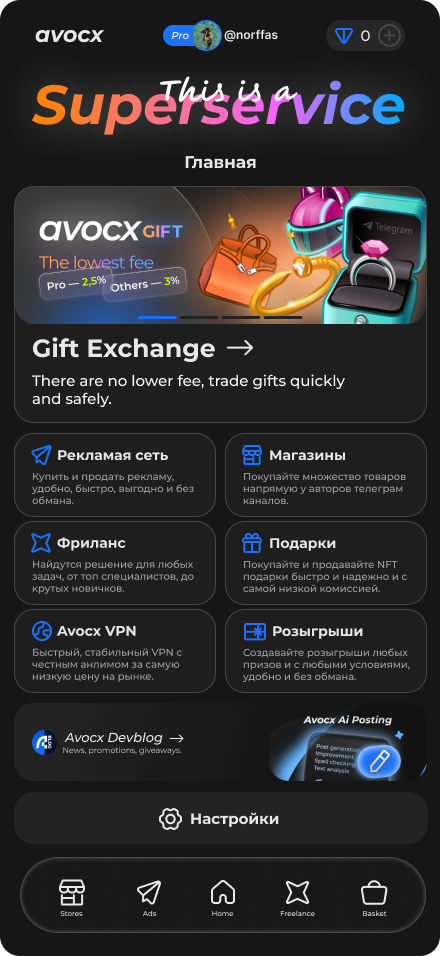 avocx
Pro
@norffas
0
This is a
Superservice
Главная
avocx GIFT
The lowest fee
Pro — 2,5%
Others — 3%
Telegram
Gift Exchange →
There are no lower fee, trade gifts quickly
and safely.
Рекламая сеть
Купить и продать рекламу,
удобно, быстро, выгодно и без
обмана.
Магазины
Покупайте множество товаров
напрямую у авторов телеграм
каналов.
Фриланс
Найдутся решение для любых
задач, от топ специалистов, до
крутых новичков.
Подарки
Покупайте и продавайте NFT
подарки быстро и надежно и с
самой низкой комиссией.
Avocx VPN
Быстрый, стабильный VPN с
честным анлимом за самую
низкую цену на рынке.
Розыгрыши
Создавайте розыгрыши любых
призов и с любыми условиями,
удобно и без обмана.
Avocx Devblog →
News, promotions, giveaways.
Avocx Ai Posting
Post generation
Improvement
Spell checking
Text analysis
Настройки
Stores
Ads
Home
Freelance
Basket